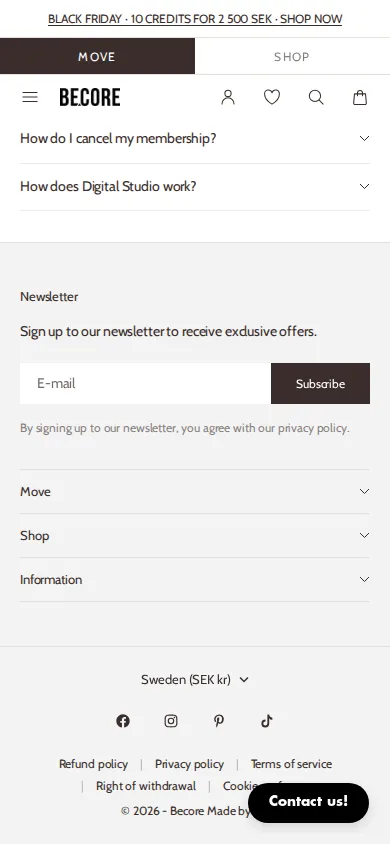 BLACK FRIDAY · 10 CREDITS FOR 2 500 SEK · SHOP NOW
MOVE
SHOP
BE.CORE
How do I cancel my membership?
How does Digital Studio work?
Newsletter
Sign up to our newsletter to receive exclusive offers.
E-mail
Subscribe
By signing up to our newsletter, you agree with our privacy policy.
Move
Shop
Information
Sweden (SEK kr)
Refund policy | Privacy policy | Terms of service
| Right of withdrawal |
© 2026 - Becore Made by
Contact us!